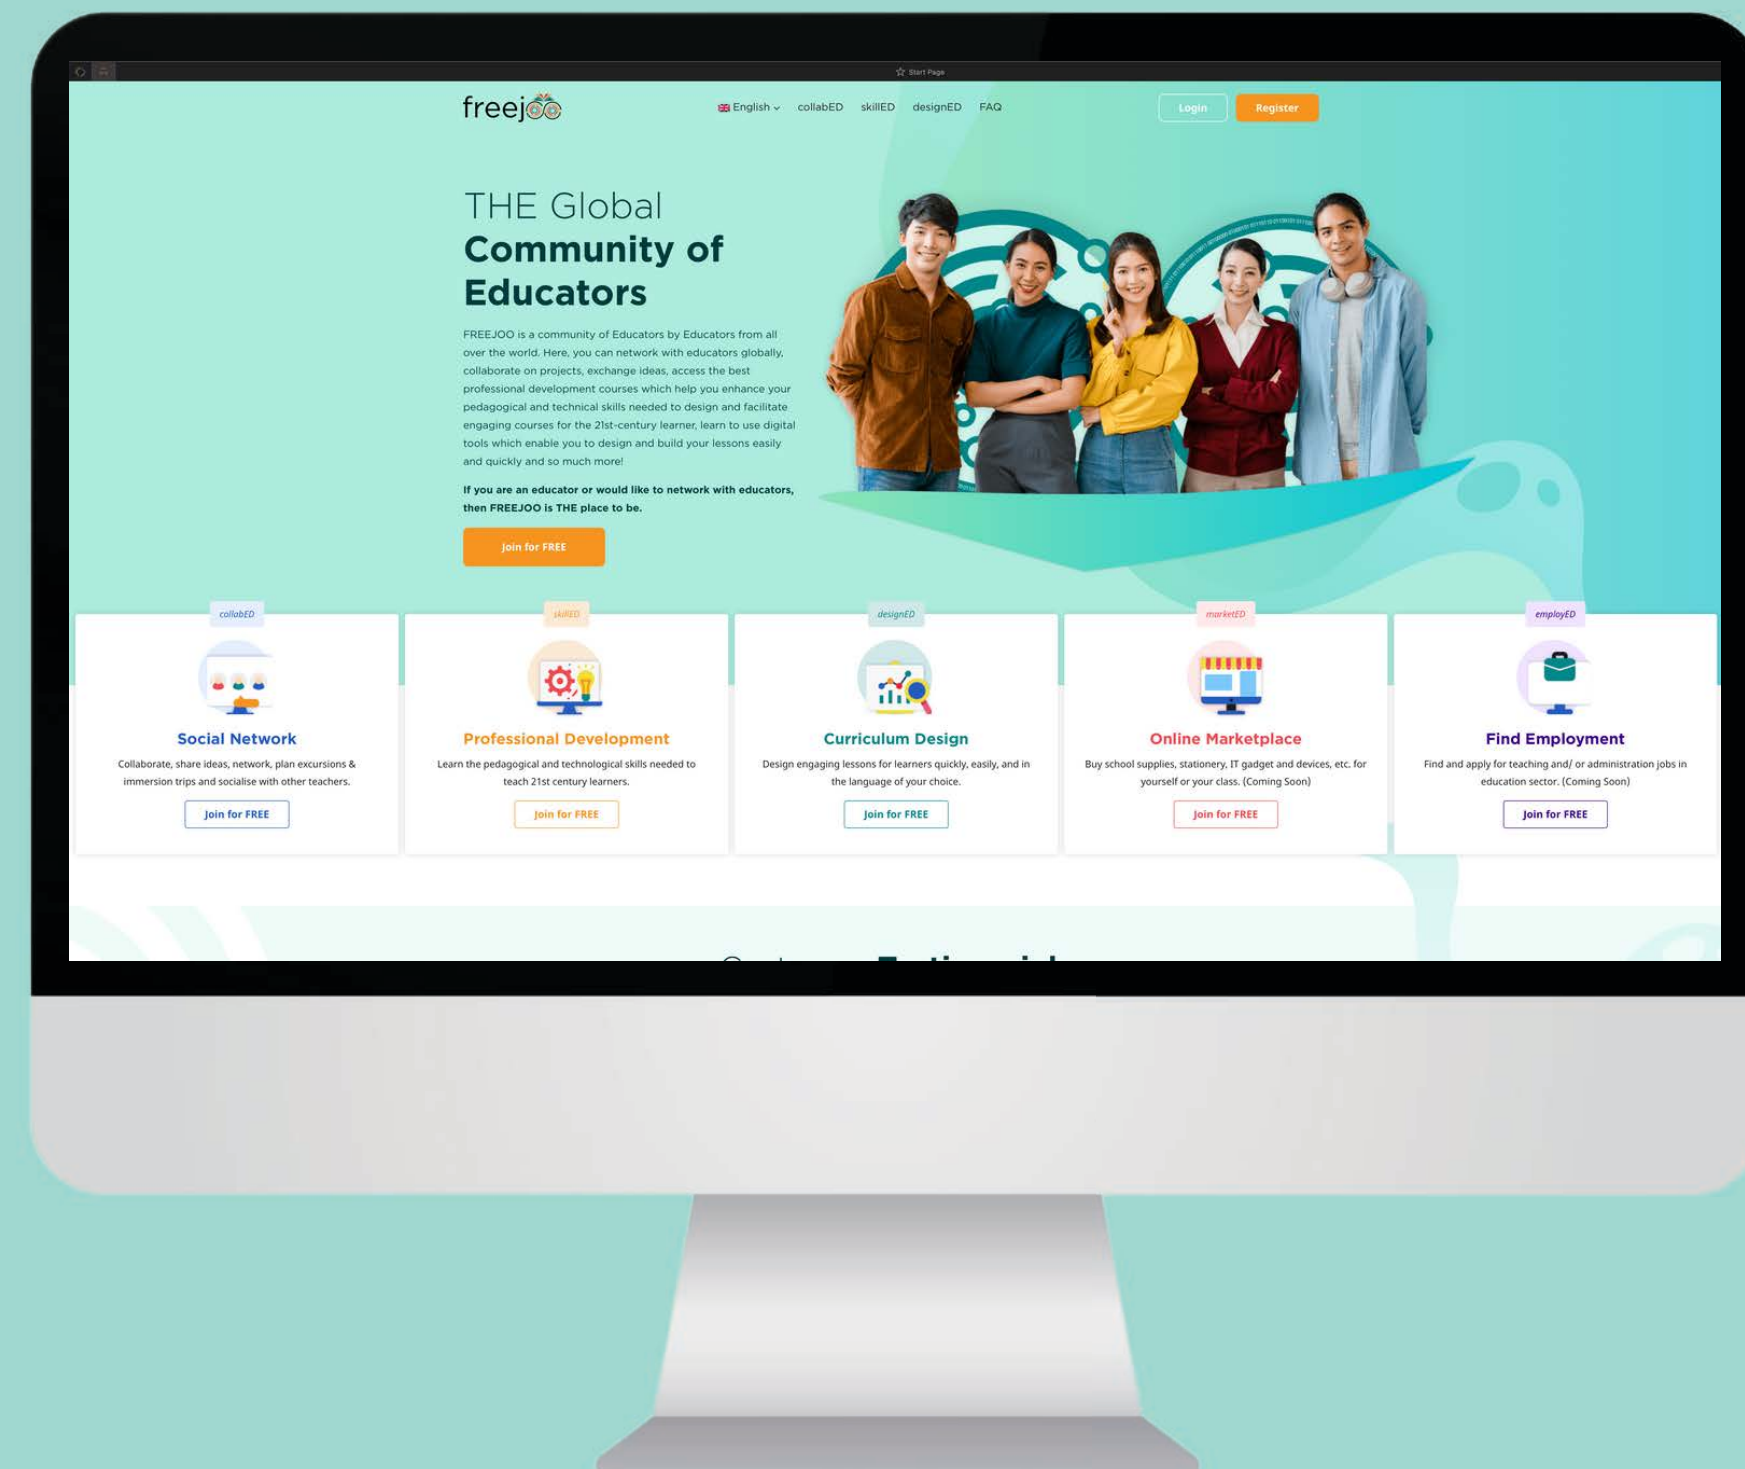 Start Page
freejoo
English
collabED
skillED
designED
FAQ
Login
Register
THE Global
Community of
Educators
FREEJOO is a community of Educators by Educators from all
over the world. Here, you can network with educators globally,
collaborate on projects, exchange ideas, access the best
professional development courses which help you enhance your
pedagogical and technical skills needed to design and facilitate
engaging courses for the 21st-century learner, learn to use digital
tools which enable you to design and build your lessons easily
and quickly and so much more!
If you are an educator or would like to network with educators,
then FREEJOO is THE place to be.
Join for FREE
collabED
Social Network
Collaborate, share ideas, network, plan excursions &
immersion trips and socialise with other teachers.
Join for FREE
skillED
Professional Development
Learn the pedagogical and technological skills needed to
teach 21st century learners.
Join for FREE
designED
Curriculum Design
Design engaging lessons for learners quickly, easily, and in
the language of your choice.
Join for FREE
marketED
Online Marketplace
Buy school supplies, stationery, IT gadget and devices, etc. for
yourself or your class. (Coming Soon)
Join for FREE
employED
Find Employment
Find and apply for teaching and/ or administration jobs in
education sector. (Coming Soon)
Join for FREE